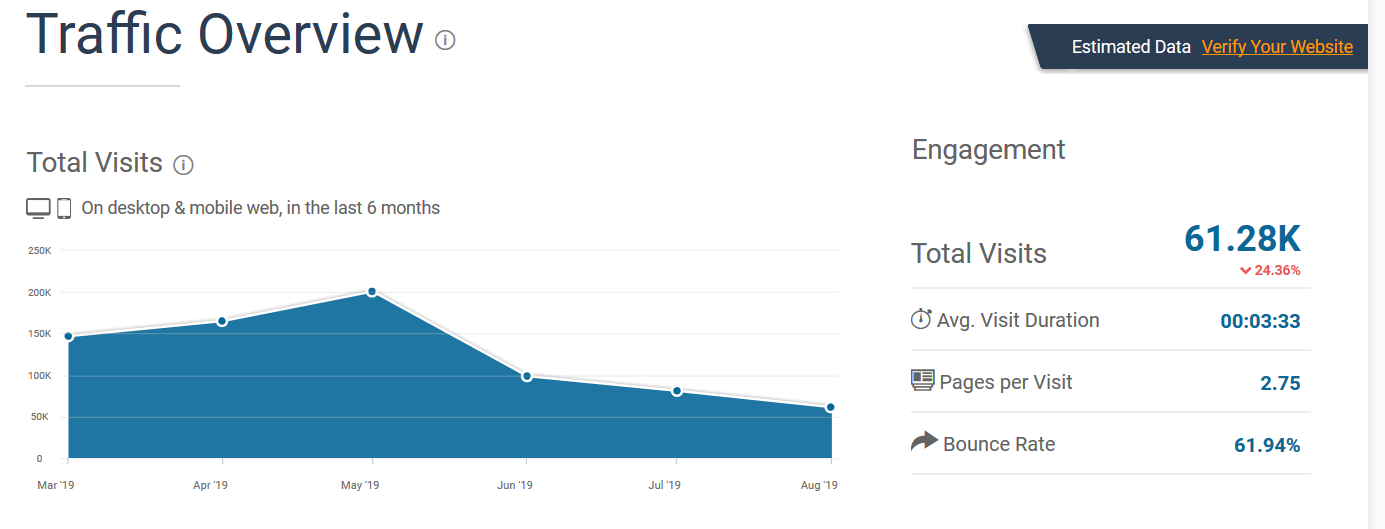 Traffic Overview
Estimated Data Verify Your Website
Total Visits
On desktop & mobile web, in the last 6 months
250K
200K
150K
100K
50K
0
Mar '19 Apr '19 May '19 Jun '19 Jul '19 Aug '19
Engagement
Total Visits 61.28K
24.36%
Avg. Visit Duration 00:03:33
Pages per Visit 2.75
Bounce Rate 61.94%